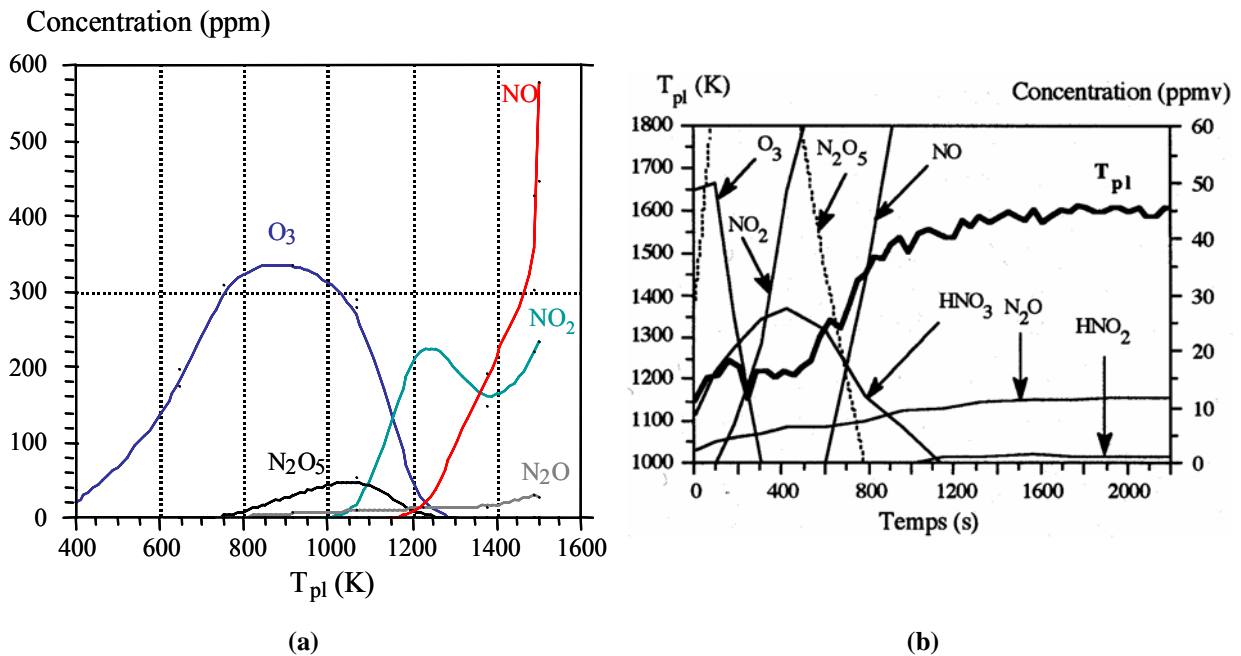 Concentration (ppm)
600
500
400
300
200
100
0
NO
O3
NO2
N2O5
N2O
400 600 800 1000 1200 1400 1600
Tpl (K)
(a)
Tpl (K)
Concentration (ppmv)
1800
1700
1600
1500
1400
1300
1200
1100
1000
60
50
40
30
20
10
0
O3
N2O5
NO
Tpl
NO2
HNO3
N2O
HNO2
0 400 800 1200 1600 2000
Temps (s)
(b)